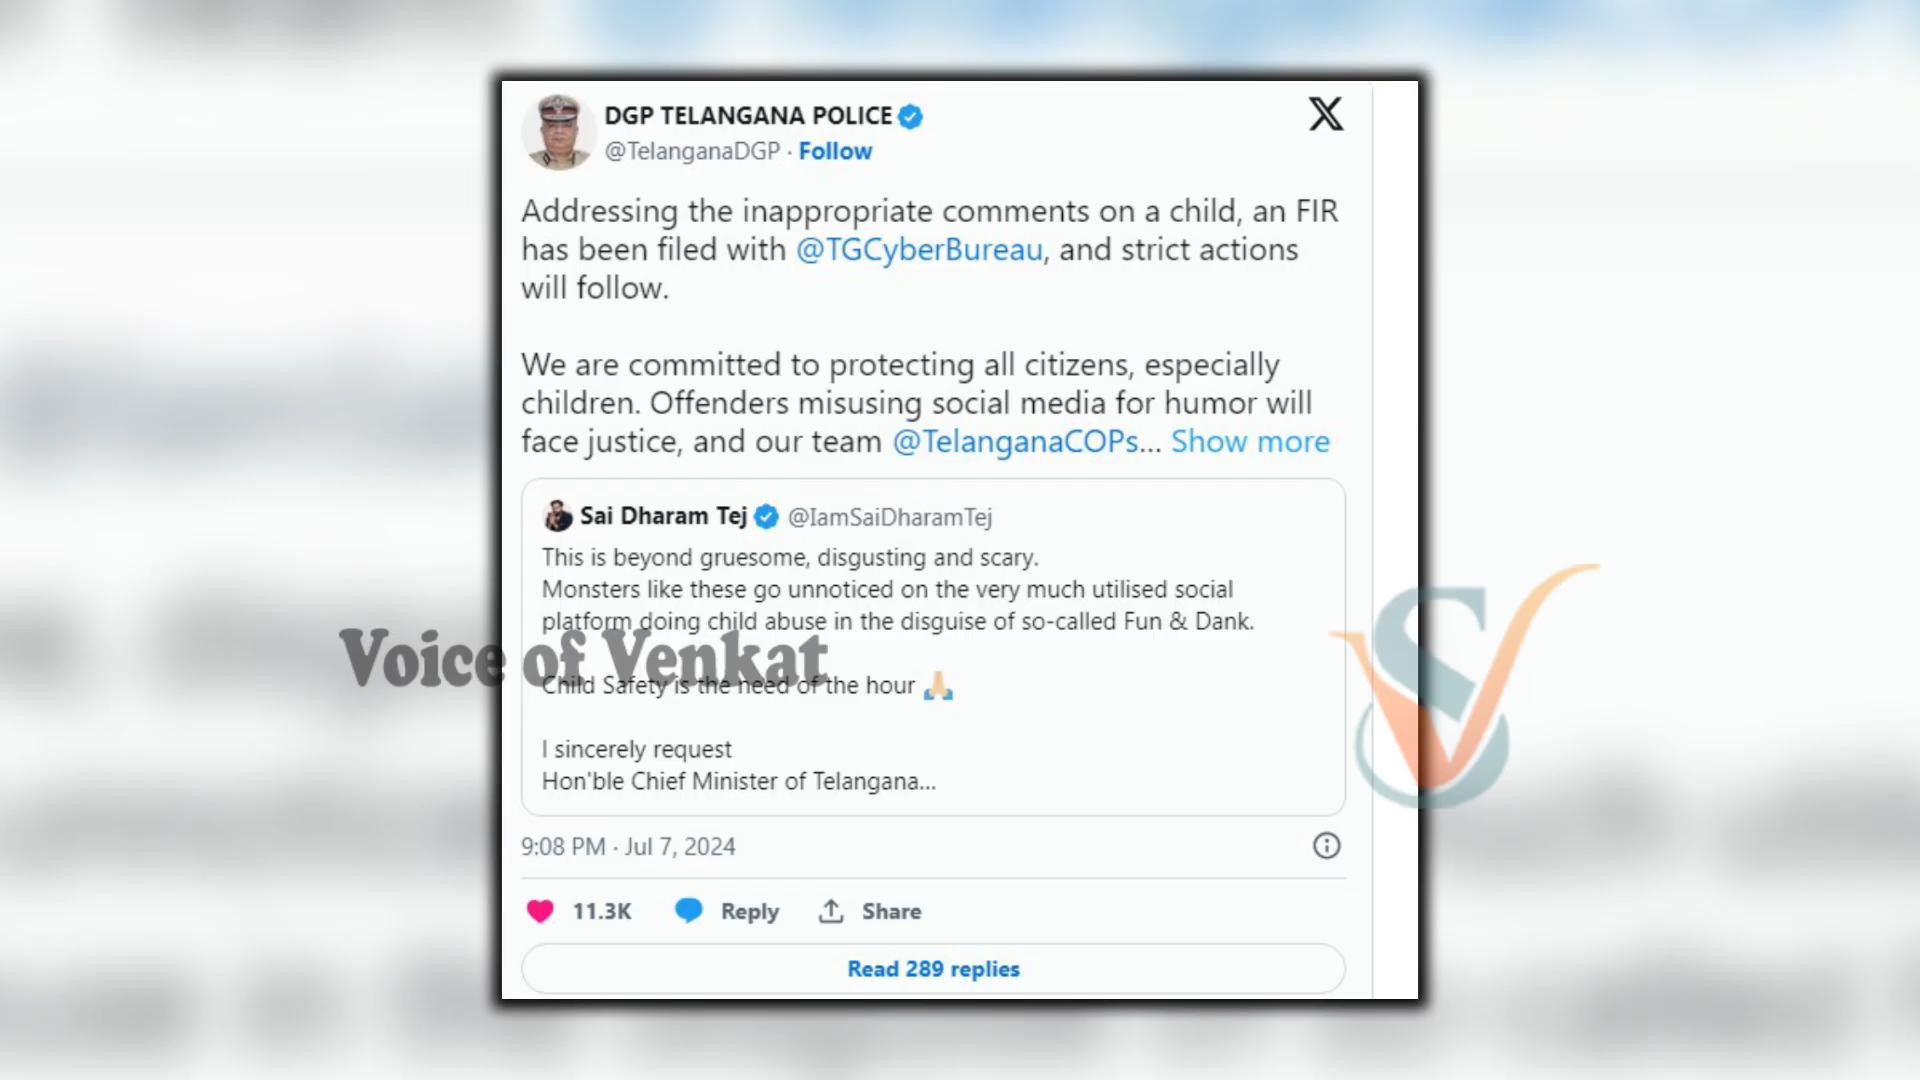 DGP TELANGANA POLICE
@TelanganaDGP · Follow
Addressing the inappropriate comments on a child, an FIR
has been filed with @TGCyberBureau, and strict actions
will follow.
We are committed to protecting all citizens, especially
children. Offenders misusing social media for humor will
face justice, and our team @TelanganaCOPs... Show more
Sai Dharam Tej @IamSaiDharamTej
This is beyond gruesome, disgusting and scary.
Monsters like these go unnoticed on the very much utilised social
platform doing child abuse in the disguise of so-called Fun & Dank.
Voice of Venkat
Child Safety is the need of the hour 🙏
I sincerely request
Hon'ble Chief Minister of Telangana...
9:08 PM · Jul 7, 2024
11.3K Reply Share
Read 289 replies